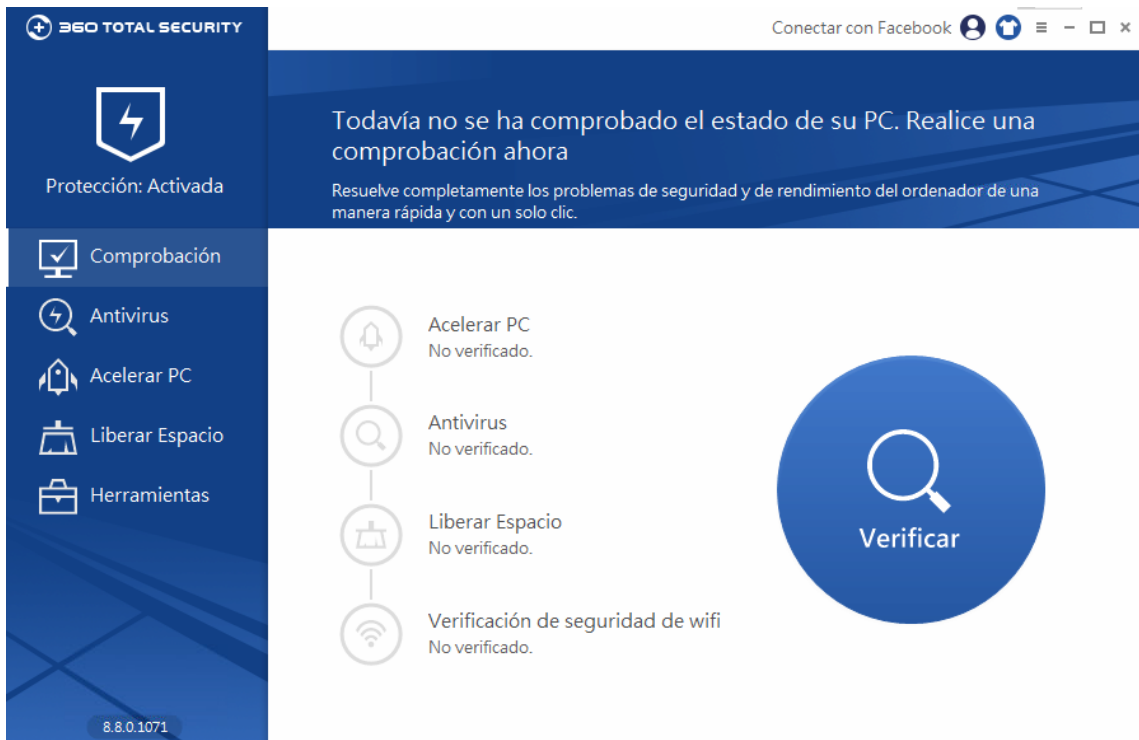 360 TOTAL SECURITY
Conectar con Facebook
Protección: Activada
Todavía no se ha comprobado el estado de su PC. Realice una
comprobación ahora
Resuelve completamente los problemas de seguridad y de rendimiento del ordenador de una
manera rápida y con un solo clic.
Comprobación
Antivirus
Acelerar PC
Liberar Espacio
Herramientas
Acelerar PC
No verificado.
Antivirus
No verificado.
Liberar Espacio
No verificado.
Verificación de seguridad de wifi
No verificado.
Verificar
8.8.0.1071